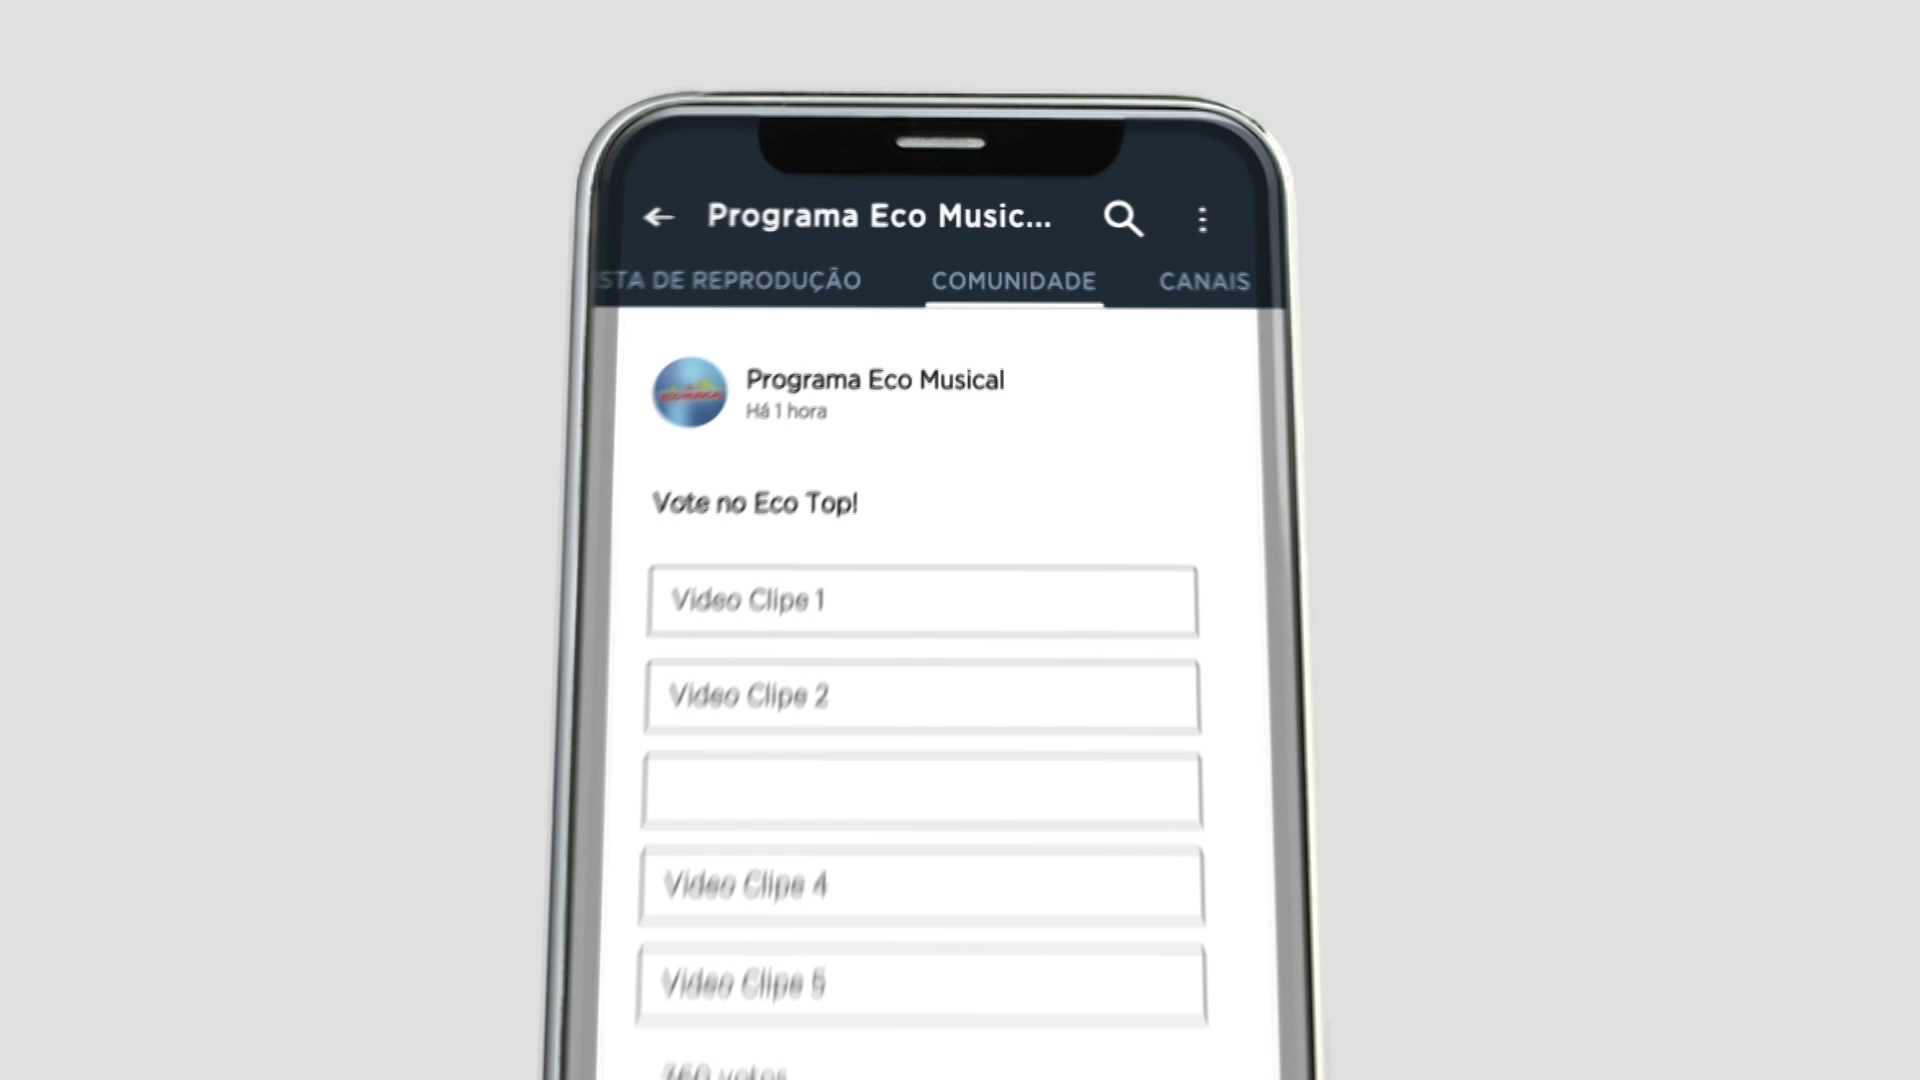 Programa Eco Music...
STA DE REPRODUÇÃO COMUNIDADE CANAIS
Programa Eco Musical
Há 1 hora
Vote no Eco Top!
Video Clipe 1
Video Clipe 2
Video Clipe 4
Video Clipe 5
votos